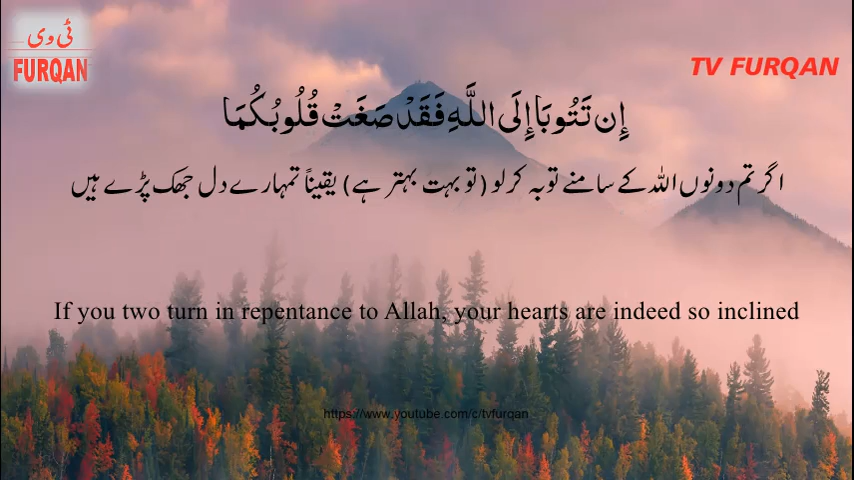 ٹی وی
FURQAN
TV FURQAN
إِن تَتُوبَا إِلَى اللَّهِ فَقَدْ صَغَتْ قُلُوبُكُمَا
اگر تم دونوں اللہ کے سامنے توبہ کرلو (تو بہت بہتر ہے) یقیناً تمہارے دل جھک پڑے ہیں
If you two turn in repentance to Allah, your hearts are indeed so inclined
https://www.youtube.com/c/tvfurqan